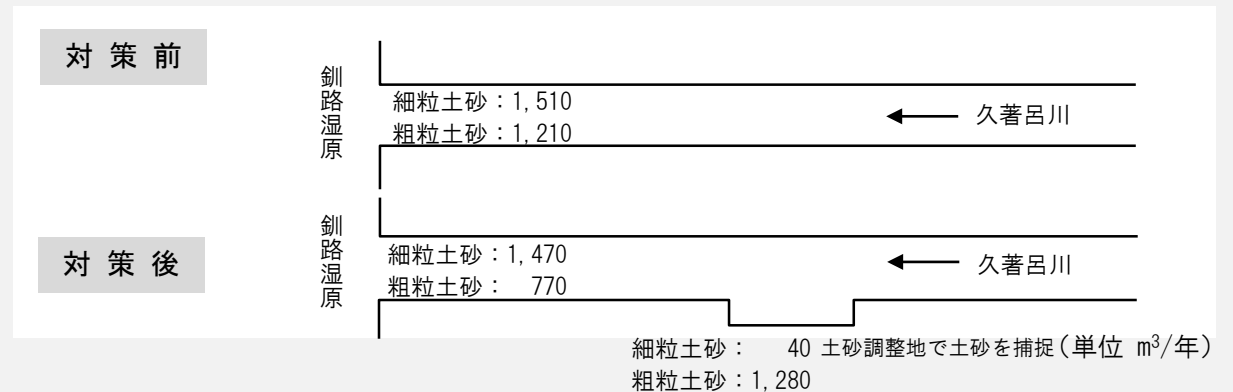 対策前
釧路湿原
細粒土砂：1,510
粗粒土砂：1,210
久著呂川
対策後
釧路湿原
細粒土砂：1,470
粗粒土砂：　770
久著呂川
細粒土砂：　 40 土砂調整地で土砂を捕捉(単位 m³/年)
粗粒土砂：1,280